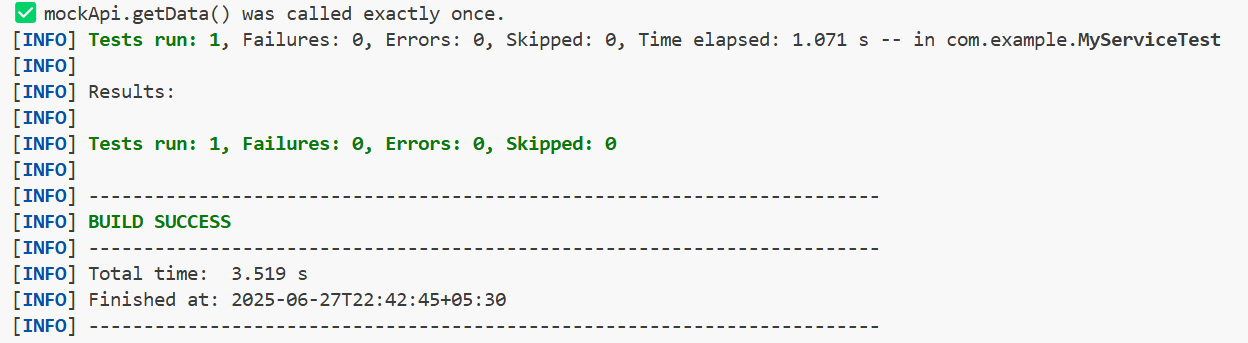 ✅ mockApi.getData() was called exactly once.
[INFO] Tests run: 1, Failures: 0, Errors: 0, Skipped: 0, Time elapsed: 1.071 s -- in com.example.MyServiceTest
[INFO]
[INFO] Results:
[INFO]
[INFO] Tests run: 1, Failures: 0, Errors: 0, Skipped: 0
[INFO]
[INFO] ------------------------------------------------------------------------
[INFO] BUILD SUCCESS
[INFO] ------------------------------------------------------------------------
[INFO] Total time:  3.519 s
[INFO] Finished at: 2025-06-27T22:42:45+05:30
[INFO] ------------------------------------------------------------------------